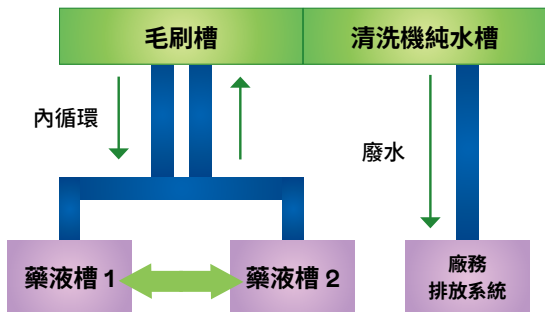 毛刷槽
清洗機純水槽
內循環
廢水
藥液槽 1
藥液槽 2
廠務
排放系統